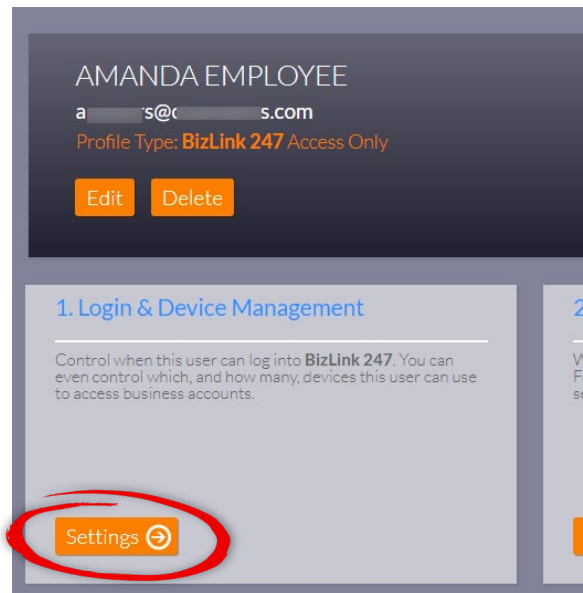 AMANDA EMPLOYEE
a s@ s.com
Profile Type: BizLink 247 Access Only
Edit Delete
1. Login & Device Management
Control when this user can log into BizLink 247. You can
even control which, and how many, devices this user can use
to access business accounts.
Settings
2